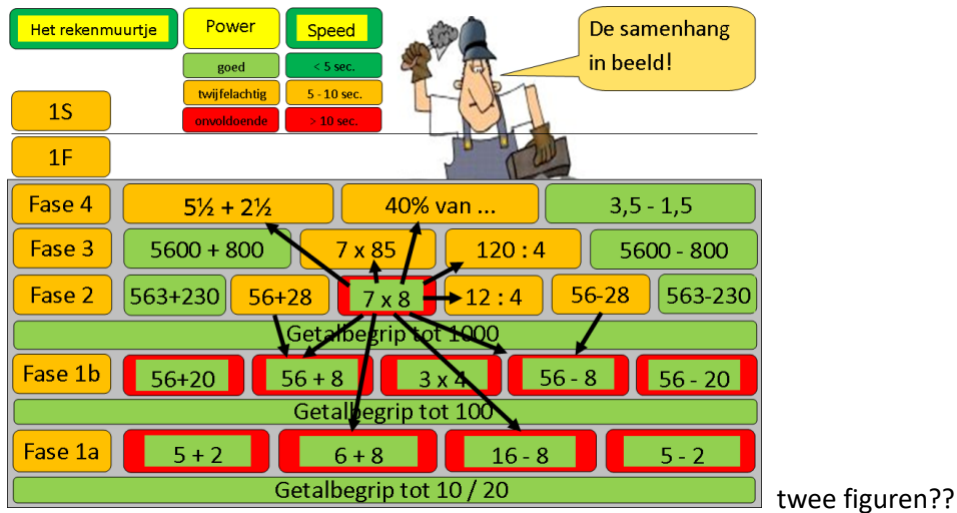 Het rekenmuurtje
Power
Speed
De samenhang
in beeld!
goed
< 5 sec.
twijfelachtig
5 - 10 sec.
onvoldoende
> 10 sec.
1S
1F
Fase 4
5½ + 2½
40% van ...
3,5 - 1,5
Fase 3
5600 + 800
7 x 85
120 : 4
5600 - 800
Fase 2
563+230
56+28
7 x 8
12 : 4
56-28
563-230
Getalbegrip tot 1000
Fase 1b
56+20
56 + 8
3 x 4
56 - 8
56 - 20
Getalbegrip tot 100
Fase 1a
5 + 2
6 + 8
16 - 8
5 - 2
Getalbegrip tot 10 / 20
twee figuren??